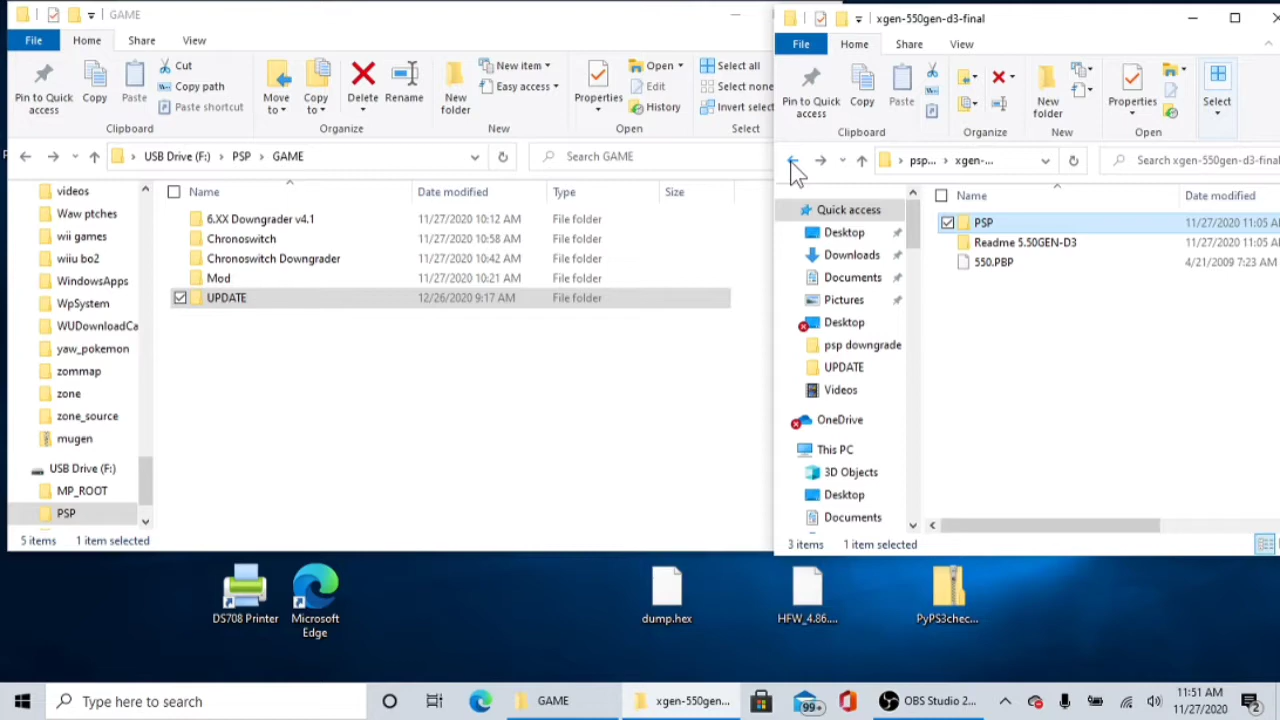 GAME
File Home Share View
Pin to Quick access
Copy
Paste
Cut
Copy path
Paste shortcut
Clipboard
Move to
Copy to
Delete
Rename
Organize
New folder
New item
Easy access
New
Properties
Open
Edit
History
Open
Select all
Select none
Invert selec
Select
USB Drive (F:) > PSP > GAME
Search GAME
Name Date modified Type Size
6.XX Downgrader v4.1 11/27/2020 10:12 AM File folder
Chronoswitch 11/27/2020 10:58 AM File folder
Chronoswitch Downgrader 11/27/2020 10:42 AM File folder
Mod 11/27/2020 10:21 AM File folder
UPDATE 12/26/2020 9:17 AM File folder
videos
Waw ptches
wii games
wiiu bo2
WindowsApps
WpSystem
WUDownloadCa
yaw_pokemon
zommap
zone
zone_source
mugen
USB Drive (F:)
MP_ROOT
PSP
5 items 1 item selected
xgen-550gen-d3-final
File Home Share View
Pin to Quick access
Copy
Paste
Clipboard
Organize
New folder
New
Properties
Open
Select
psp... > xgen-...
Search xgen-550gen-d3-final
Name Date modified
PSP 11/27/2020 11:05 A
Readme 5.50GEN-D3 11/27/2020 11:05 A
550.PBP 4/21/2009 7:23 AM
Quick access
Desktop
Downloads
Documents
Pictures
Desktop
psp downgrade
UPDATE
Videos
OneDrive
This PC
3D Objects
Desktop
Documents
3 items 1 item selected
DS708 Printer
Microsoft Edge
dump.hex
HFW_4.86....
PyPS3chec...
Type here to search
GAME
xgen-550gen...
99+
OBS Studio 2...
11:51 AM
11/27/2020
2